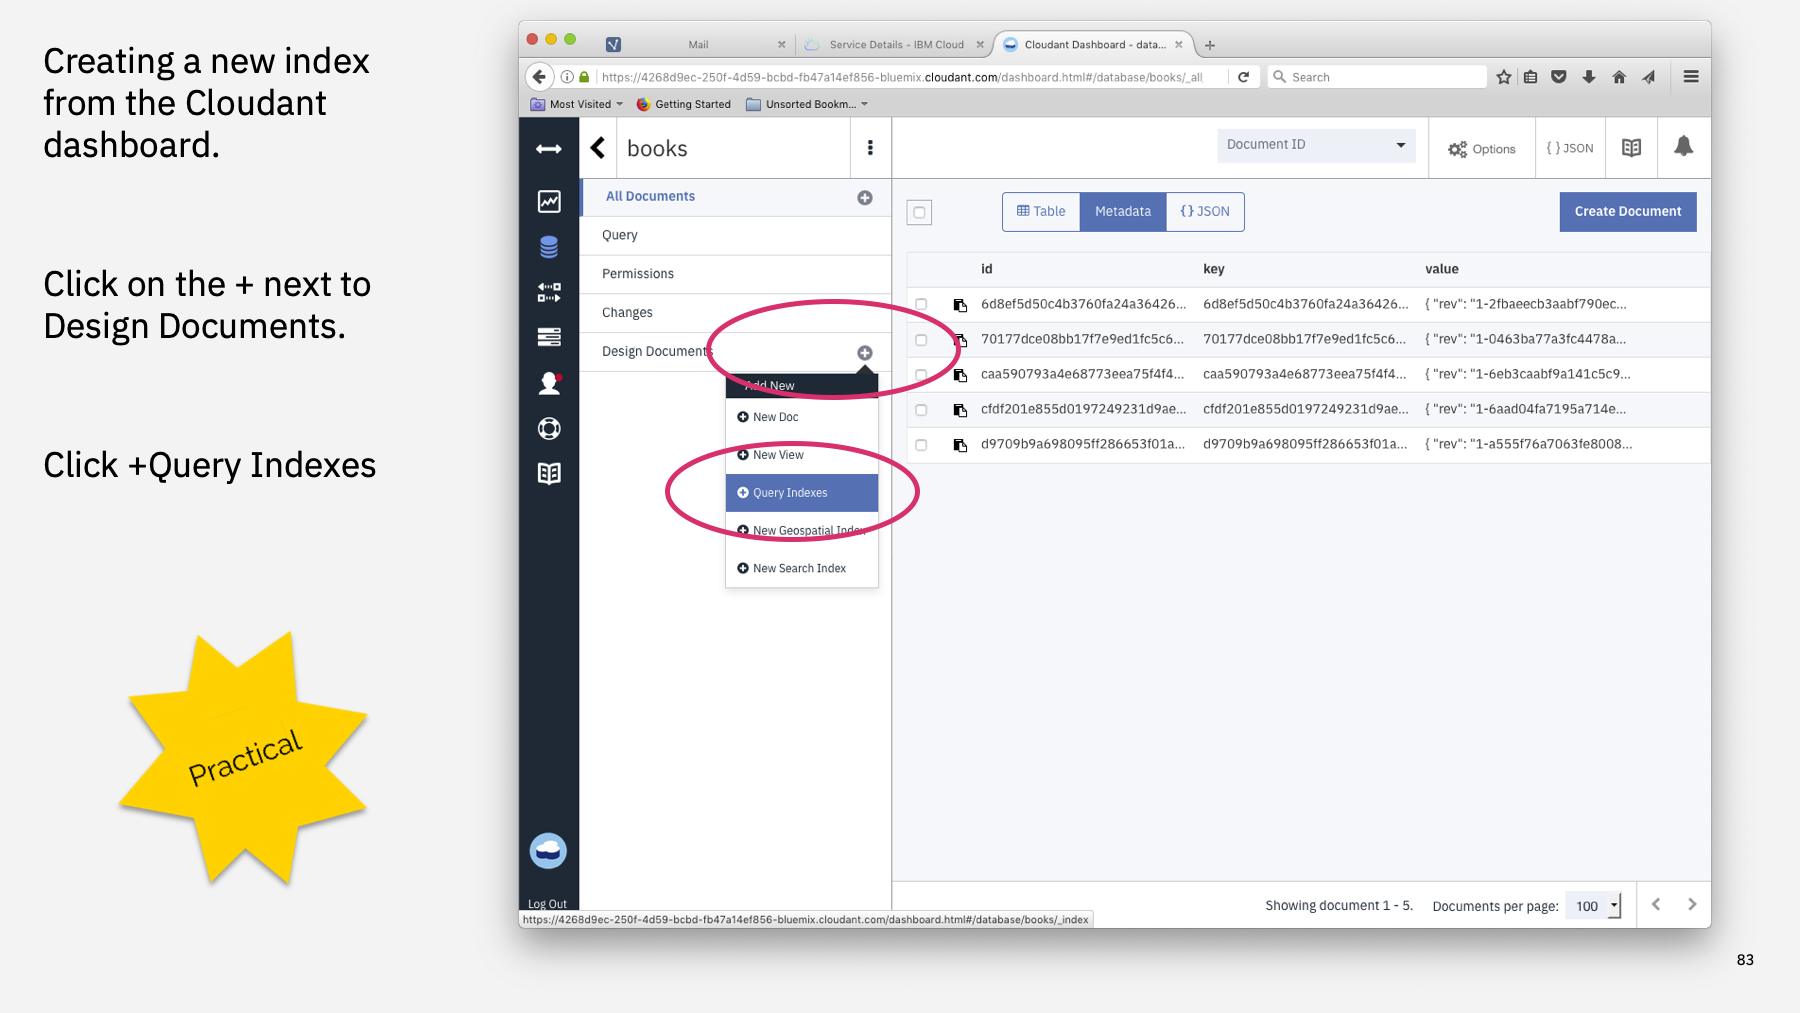 Creating a new index
from the Cloudant
dashboard.
Click on the + next to
Design Documents.
Click +Query Indexes
Practical
Mail
Service Details - IBM Cloud
Cloudant Dashboard - data...
https://4268d9ec-250f-4d59-bcbd-fb47a14ef856-bluemix.cloudant.com/dashboard.html#/database/books/_all
Search
Most Visited
Getting Started
Unsorted Bookm...
books
Document ID
Options
{ } JSON
All Documents
Query
Permissions
Changes
Design Documents
Add New
New Doc
New View
Query Indexes
New Geospatial Index
New Search Index
Table
Metadata
{ } JSON
Create Document
id key value
6d8ef5d50c4b3760fa24a36426... 6d8ef5d50c4b3760fa24a36426... { "rev": "1-2fbaeecb3aabf790ec...
70177dce08bb17f7e9ed1fc5c6... 70177dce08bb17f7e9ed1fc5c6... { "rev": "1-0463ba77a3fc4478a...
caa590793a4e68773eea75f4f4... caa590793a4e68773eea75f4f4... { "rev": "1-6eb3caabf9a141c5c9...
cfdf201e855d0197249231d9ae... cfdf201e855d0197249231d9ae... { "rev": "1-6aad04fa7195a714e...
d9709b9a698095ff286653f01a... d9709b9a698095ff286653f01a... { "rev": "1-a555f76a7063fe8008...
Log Out
Showing document 1 - 5.
Documents per page: 100
https://4268d9ec-250f-4d59-bcbd-fb47a14ef856-bluemix.cloudant.com/dashboard.html#/database/books/_index
83